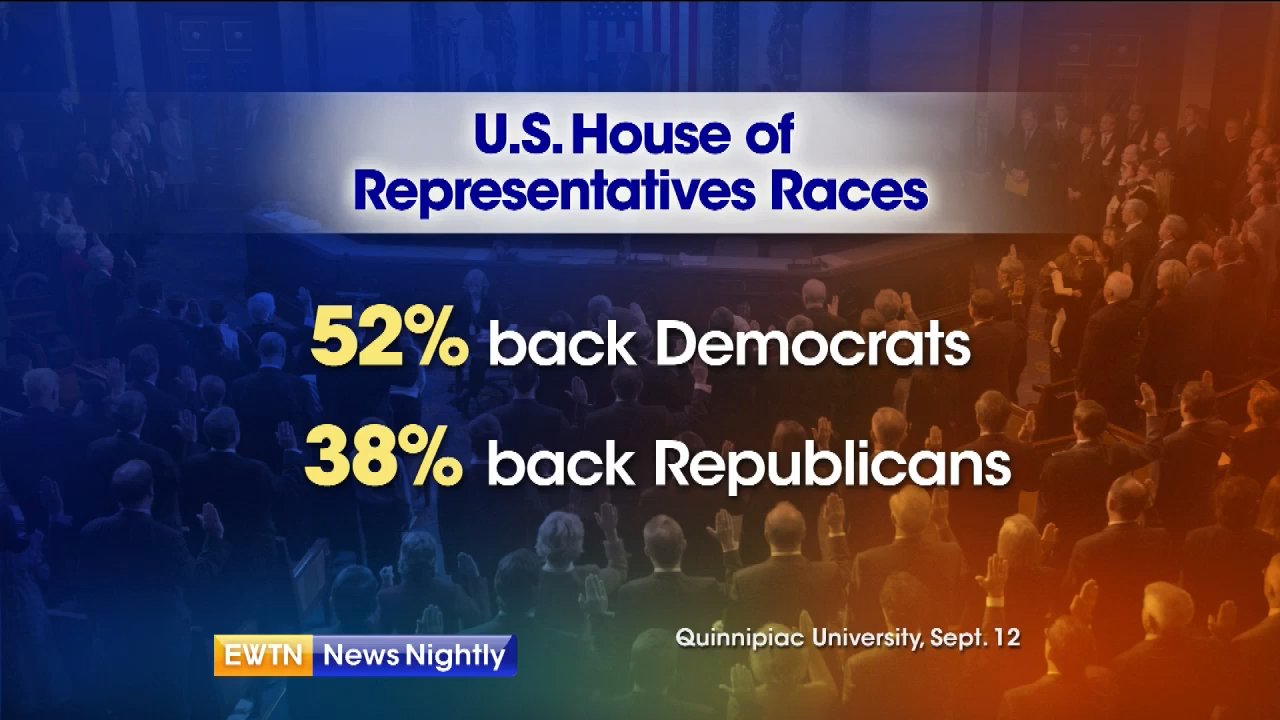 U.S. House of
Representatives Races
52% back Democrats
38% back Republicans
Quinnipiac University, Sept. 12
EWTN News Nightly